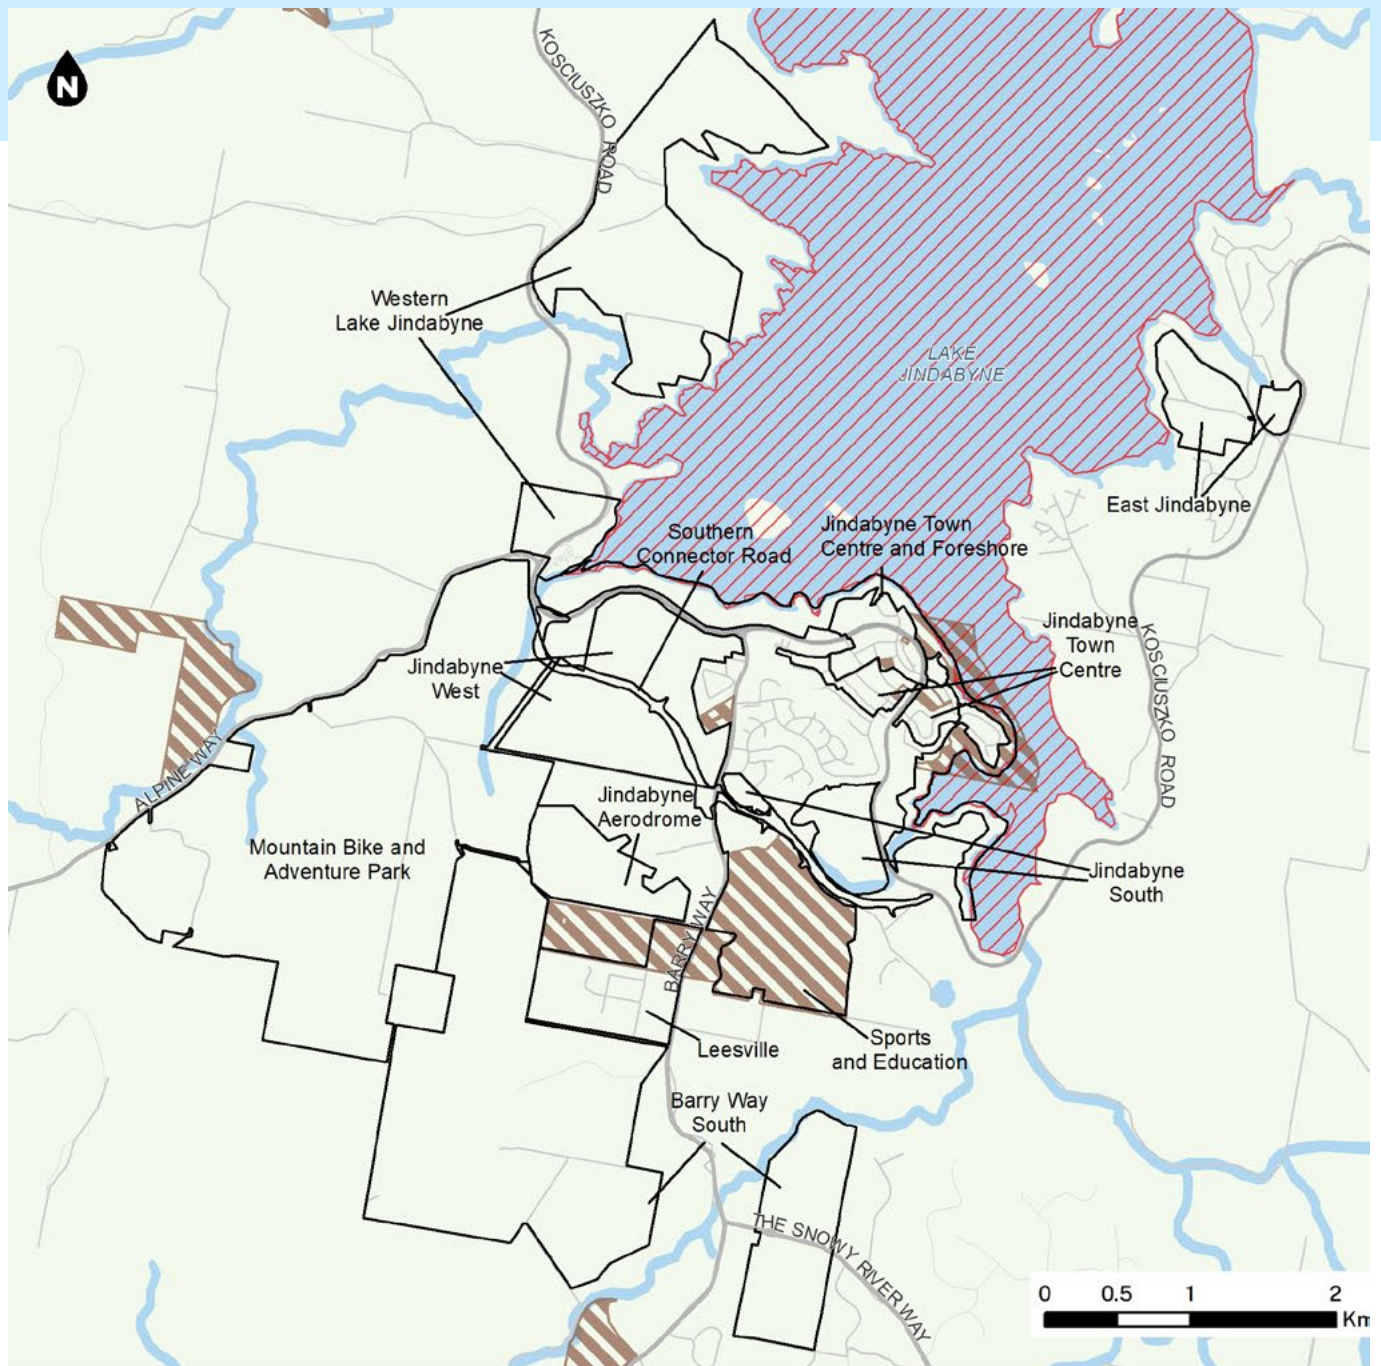 N
KOSCIUSZKO ROAD
Western
Lake Jindabyne
LAKE
JINDABYNE
East Jindabyne
Southern
Connector Road
Jindabyne Town
Centre and Foreshore
Jindabyne
Town
Centre
KOSCIUSZKO ROAD
Jindabyne
West
ALPINE WAY
Jindabyne
Aerodrome
Mountain Bike and
Adventure Park
Jindabyne
South
BARRY WAY
Sports
and Education
Leesville
Barry Way
South
THE SNOWY RIVER WAY
0 0.5 1 2
Km